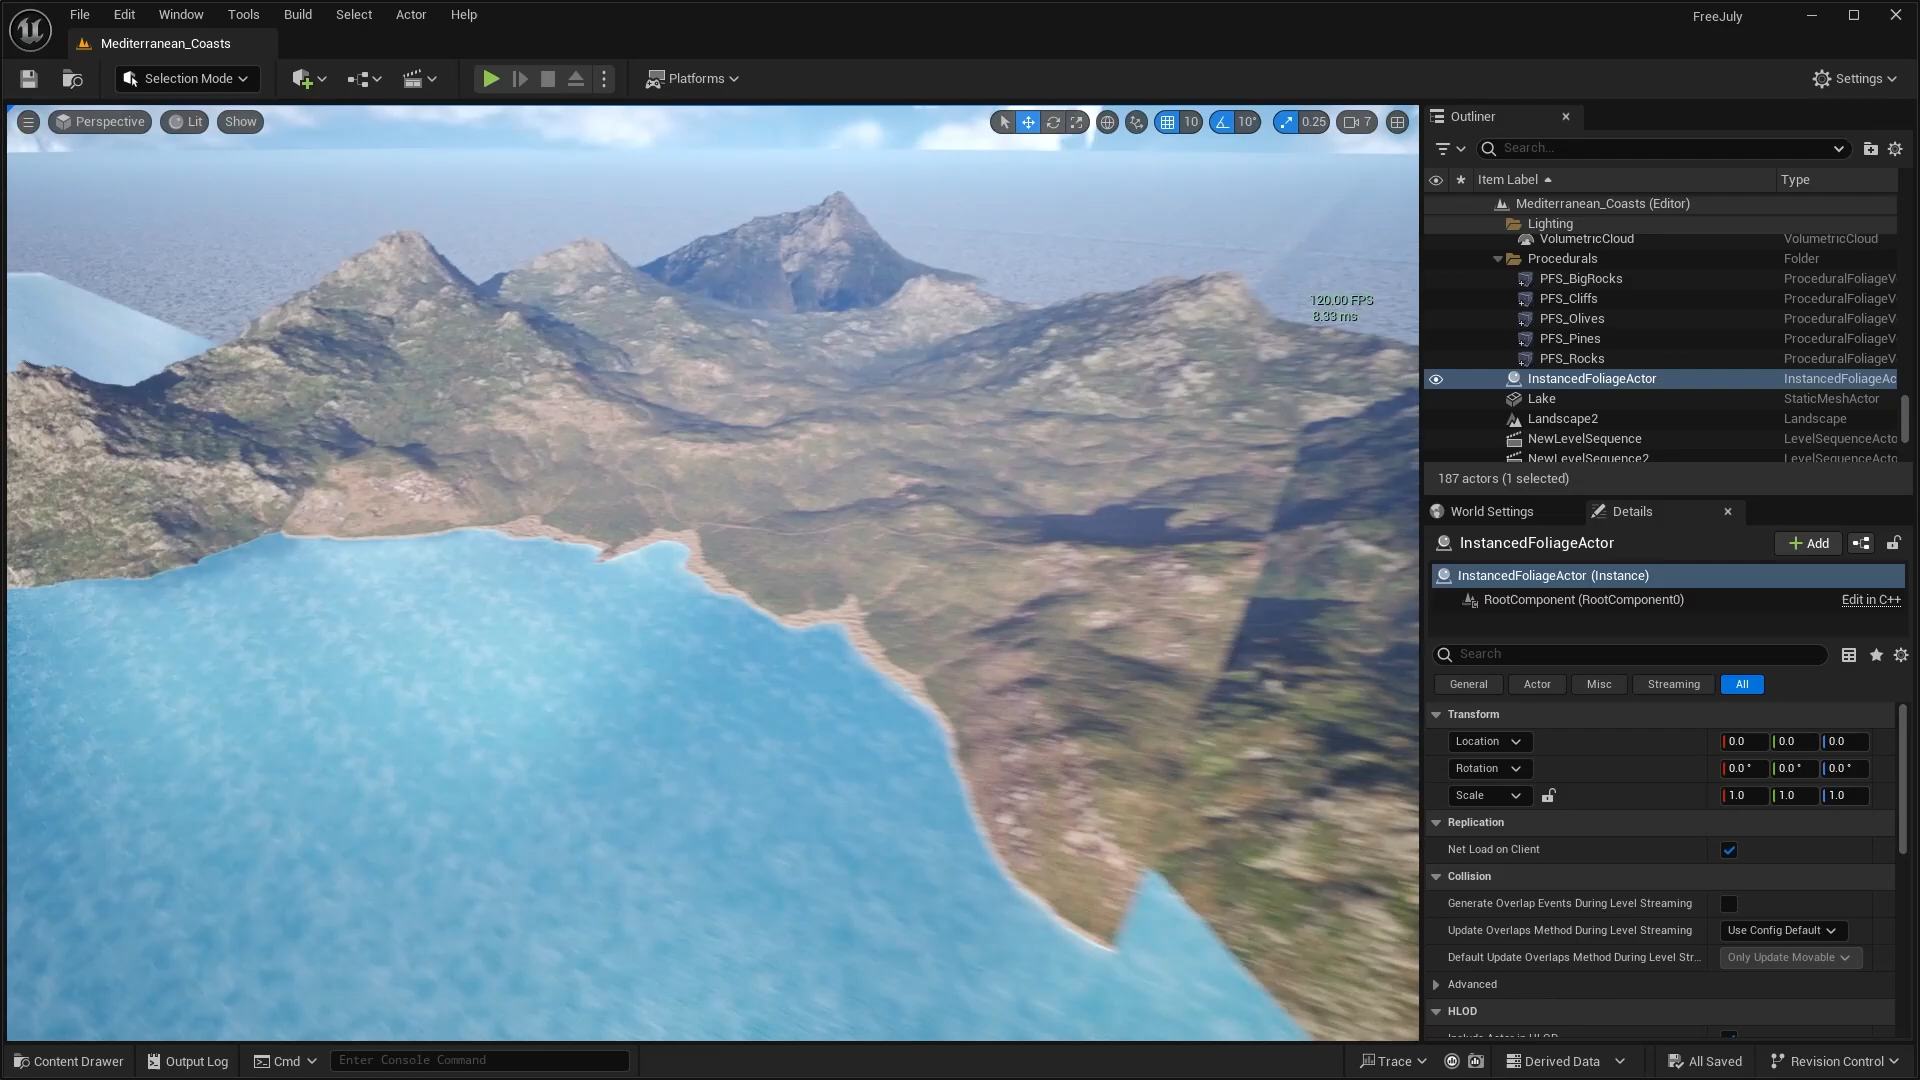 File Edit Window Tools Build Select Actor Help
FreeJuly
Mediterranean_Coasts
Selection Mode
Platforms
Settings
Perspective
Lit
Show
10
10°
0.25
7
120.00 FPS
8.33 ms
Outliner
Search...
Item Label
Type
Mediterranean_Coasts (Editor)
Lighting
VolumetricCloud VolumetricCloud
Procedurals Folder
PFS_BigRocks ProceduralFoliageV
PFS_Cliffs ProceduralFoliageV
PFS_Olives ProceduralFoliageV
PFS_Pines ProceduralFoliageV
PFS_Rocks ProceduralFoliageV
InstancedFoliageActor InstancedFoliageAc
Lake StaticMeshActor
Landscape2 Landscape
NewLevelSequence LevelSequenceActo
NewLevelSequence2 LevelSequenceActo
187 actors (1 selected)
World Settings
Details
InstancedFoliageActor
Add
InstancedFoliageActor (Instance)
RootComponent (RootComponent0)
Edit in C++
Search
General Actor Misc Streaming All
Transform
Location 0.0 0.0 0.0
Rotation 0.0 ° 0.0 ° 0.0 °
Scale 1.0 1.0 1.0
Replication
Net Load on Client
Collision
Generate Overlap Events During Level Streaming
Update Overlaps Method During Level Streaming Use Config Default
Default Update Overlaps Method During Level Str... Only Update Movable
Advanced
HLOD
Include Actor in HLOD
Content Drawer
Output Log
Cmd
Enter Console Command
Trace
Derived Data
All Saved
Revision Control